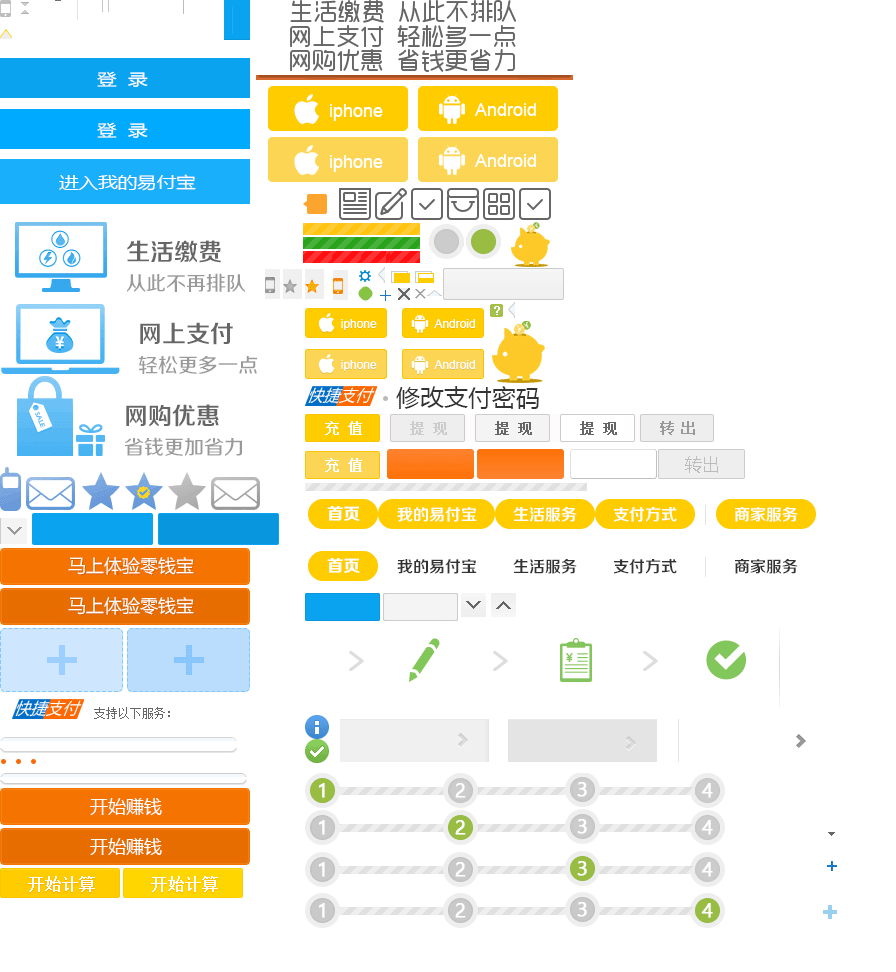 生活缴费 从此不排队
网上支付 轻松多一点
网购优惠 省钱更省力
登 录
登 录
进入我的易付宝
iphone
Android
iphone
Android
生活缴费
从此不再排队
网上支付
轻松更多一点
网购优惠
省钱更加省力
SALE
¥
iphone
Android
?
iphone
Android
快捷支付
修改支付密码
充 值
提 现
提 现
提 现
转 出
充 值
转出
首页 我的易付宝 生活服务 支付方式 商家服务
首页 我的易付宝 生活服务 支付方式 商家服务
马上体验零钱宝
马上体验零钱宝
快捷支付 支持以下服务：
¥
开始赚钱
开始赚钱
开始计算 开始计算
1 2 3 4
1 2 3 4
1 2 3 4
1 2 3 4